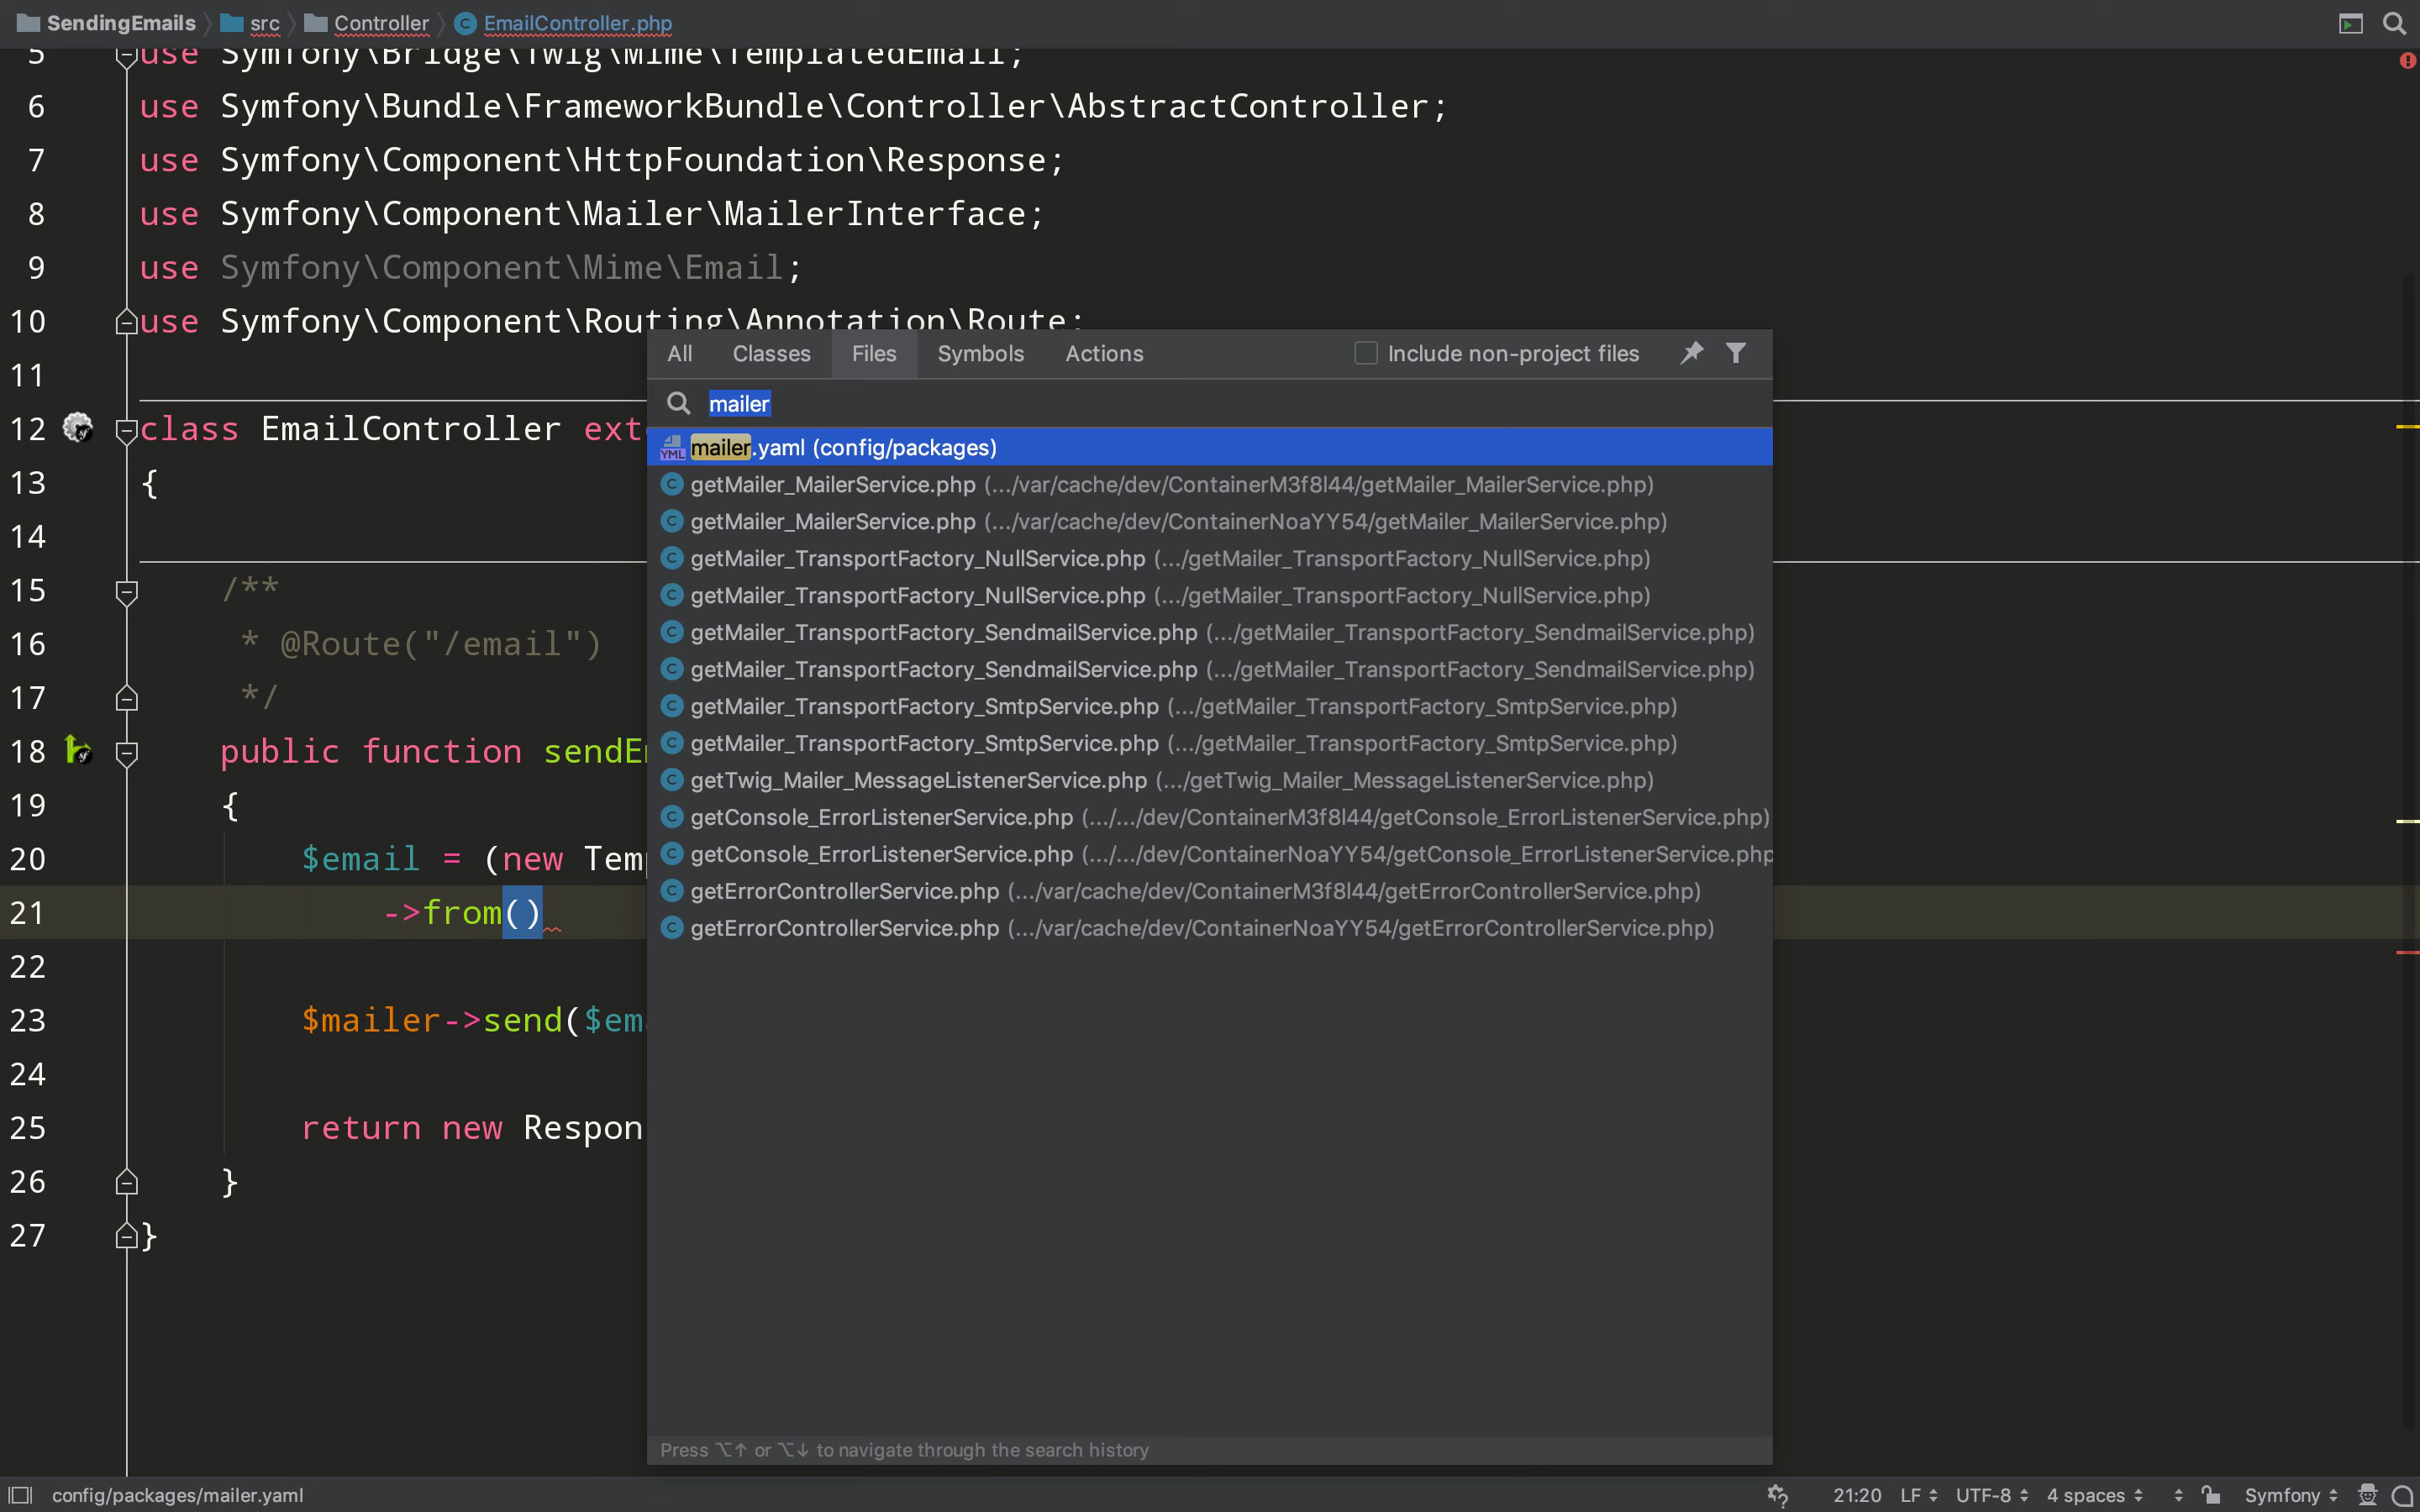 SendingEmails src Controller EmailController.php
5 use Symfony\Bridge\Twig\Mime\TemplatedEmail;
6 use Symfony\Bundle\FrameworkBundle\Controller\AbstractController;
7 use Symfony\Component\HttpFoundation\Response;
8 use Symfony\Component\Mailer\MailerInterface;
9 use Symfony\Component\Mime\Email;
10 use Symfony\Component\Routing\Annotation\Route;
11
12 class EmailController exte
13 {
14
15 /**
16 * @Route("/email")
17 */
18 public function sendE
19 {
20 $email = (new Temp
21 ->from()
22
23 $mailer->send($ema
24
25 return new Respon
26 }
27 }
All Classes Files Symbols Actions Include non-project files
mailer
mailer.yaml (config/packages)
getMailer_MailerService.php (.../var/cache/dev/ContainerM3f8l44/getMailer_MailerService.php)
getMailer_MailerService.php (.../var/cache/dev/ContainerNoaYY54/getMailer_MailerService.php)
getMailer_TransportFactory_NullService.php (.../getMailer_TransportFactory_NullService.php)
getMailer_TransportFactory_NullService.php (.../getMailer_TransportFactory_NullService.php)
getMailer_TransportFactory_SendmailService.php (.../getMailer_TransportFactory_SendmailService.php)
getMailer_TransportFactory_SendmailService.php (.../getMailer_TransportFactory_SendmailService.php)
getMailer_TransportFactory_SmtpService.php (.../getMailer_TransportFactory_SmtpService.php)
getMailer_TransportFactory_SmtpService.php (.../getMailer_TransportFactory_SmtpService.php)
getTwig_Mailer_MessageListenerService.php (.../getTwig_Mailer_MessageListenerService.php)
getConsole_ErrorListenerService.php (.../.../dev/ContainerM3f8l44/getConsole_ErrorListenerService.php)
getConsole_ErrorListenerService.php (.../.../dev/ContainerNoaYY54/getConsole_ErrorListenerService.php
getErrorControllerService.php (.../var/cache/dev/ContainerM3f8l44/getErrorControllerService.php)
getErrorControllerService.php (.../var/cache/dev/ContainerNoaYY54/getErrorControllerService.php)
Press ⌥↑ or ⌥↓ to navigate through the search history
config/packages/mailer.yaml 21:20 LF UTF-8 4 spaces Symfony